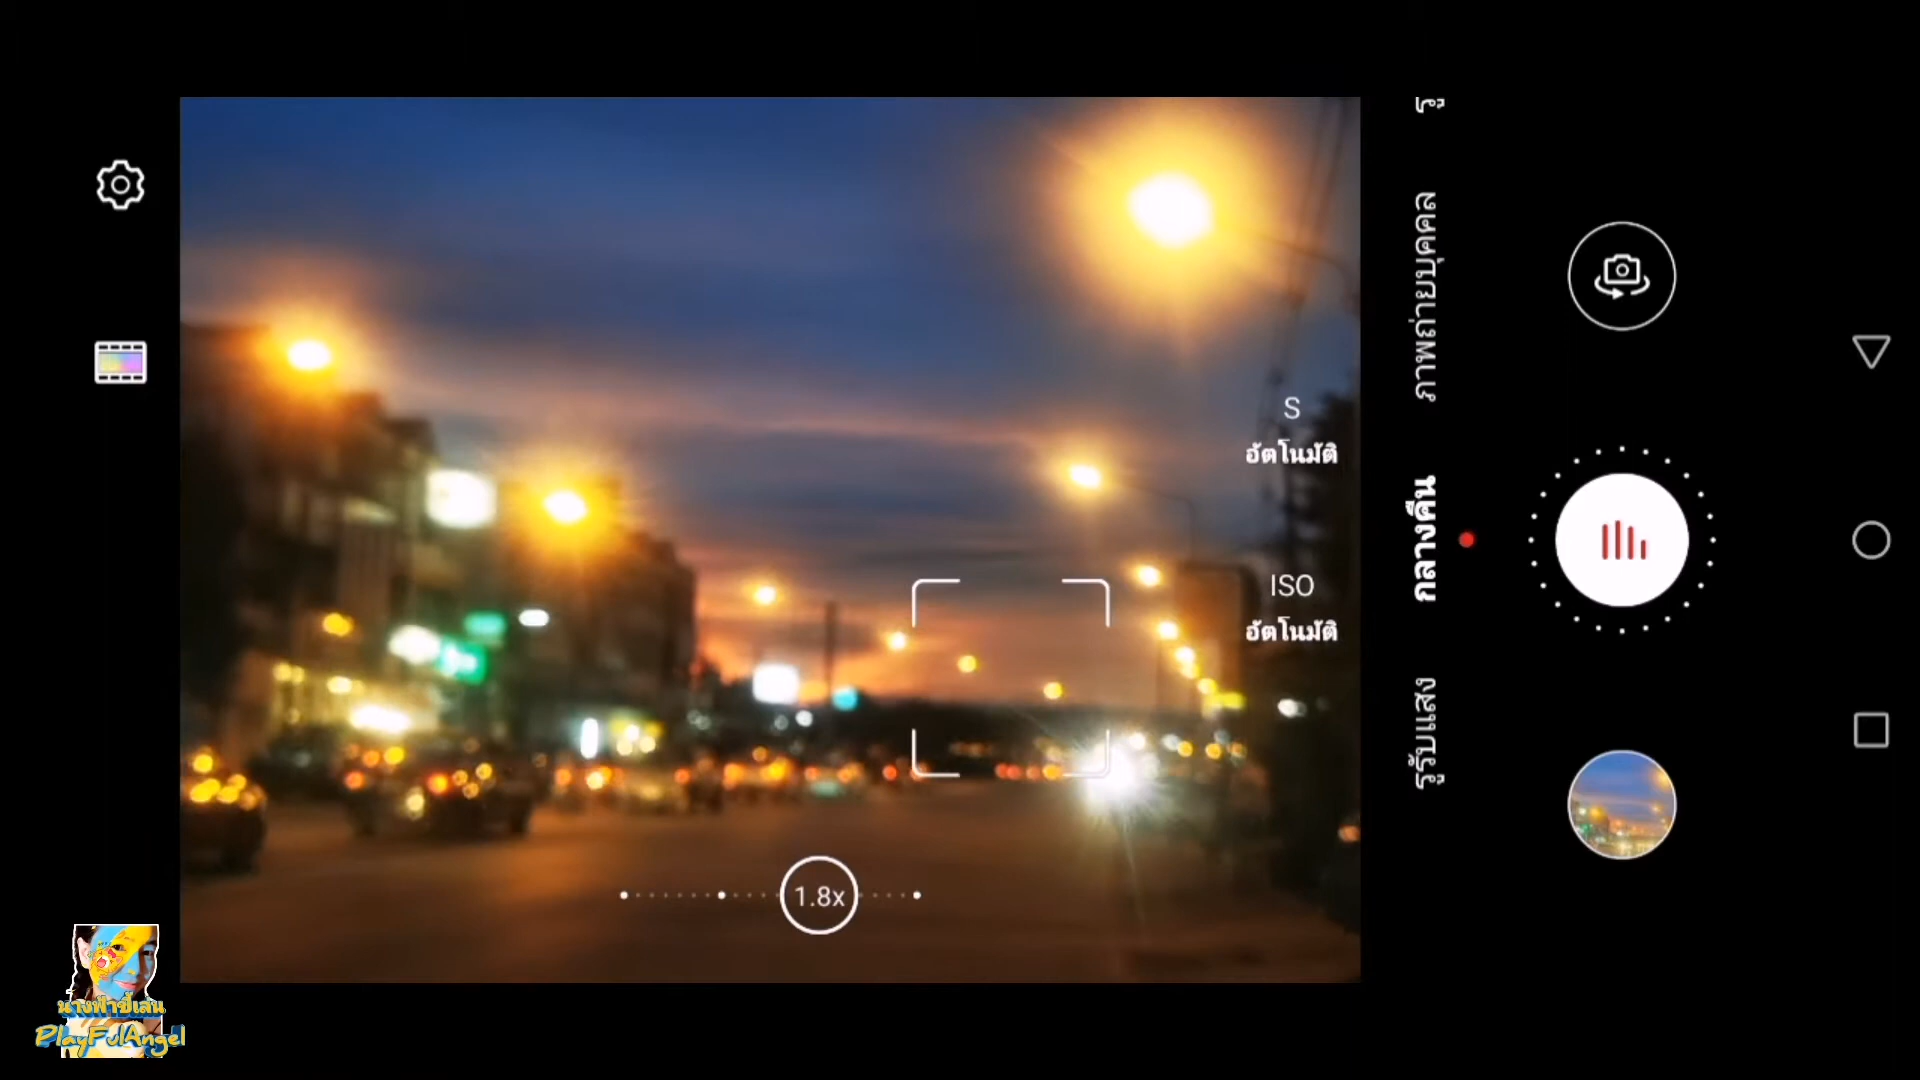 S
อัตโนมัติ
ISO
อัตโนมัติ
1.8x
รูรับแสง
กลางคืน
ภาพถ่ายบุคคล
นางฟ้าขี้เล่น
PlayFulAngel